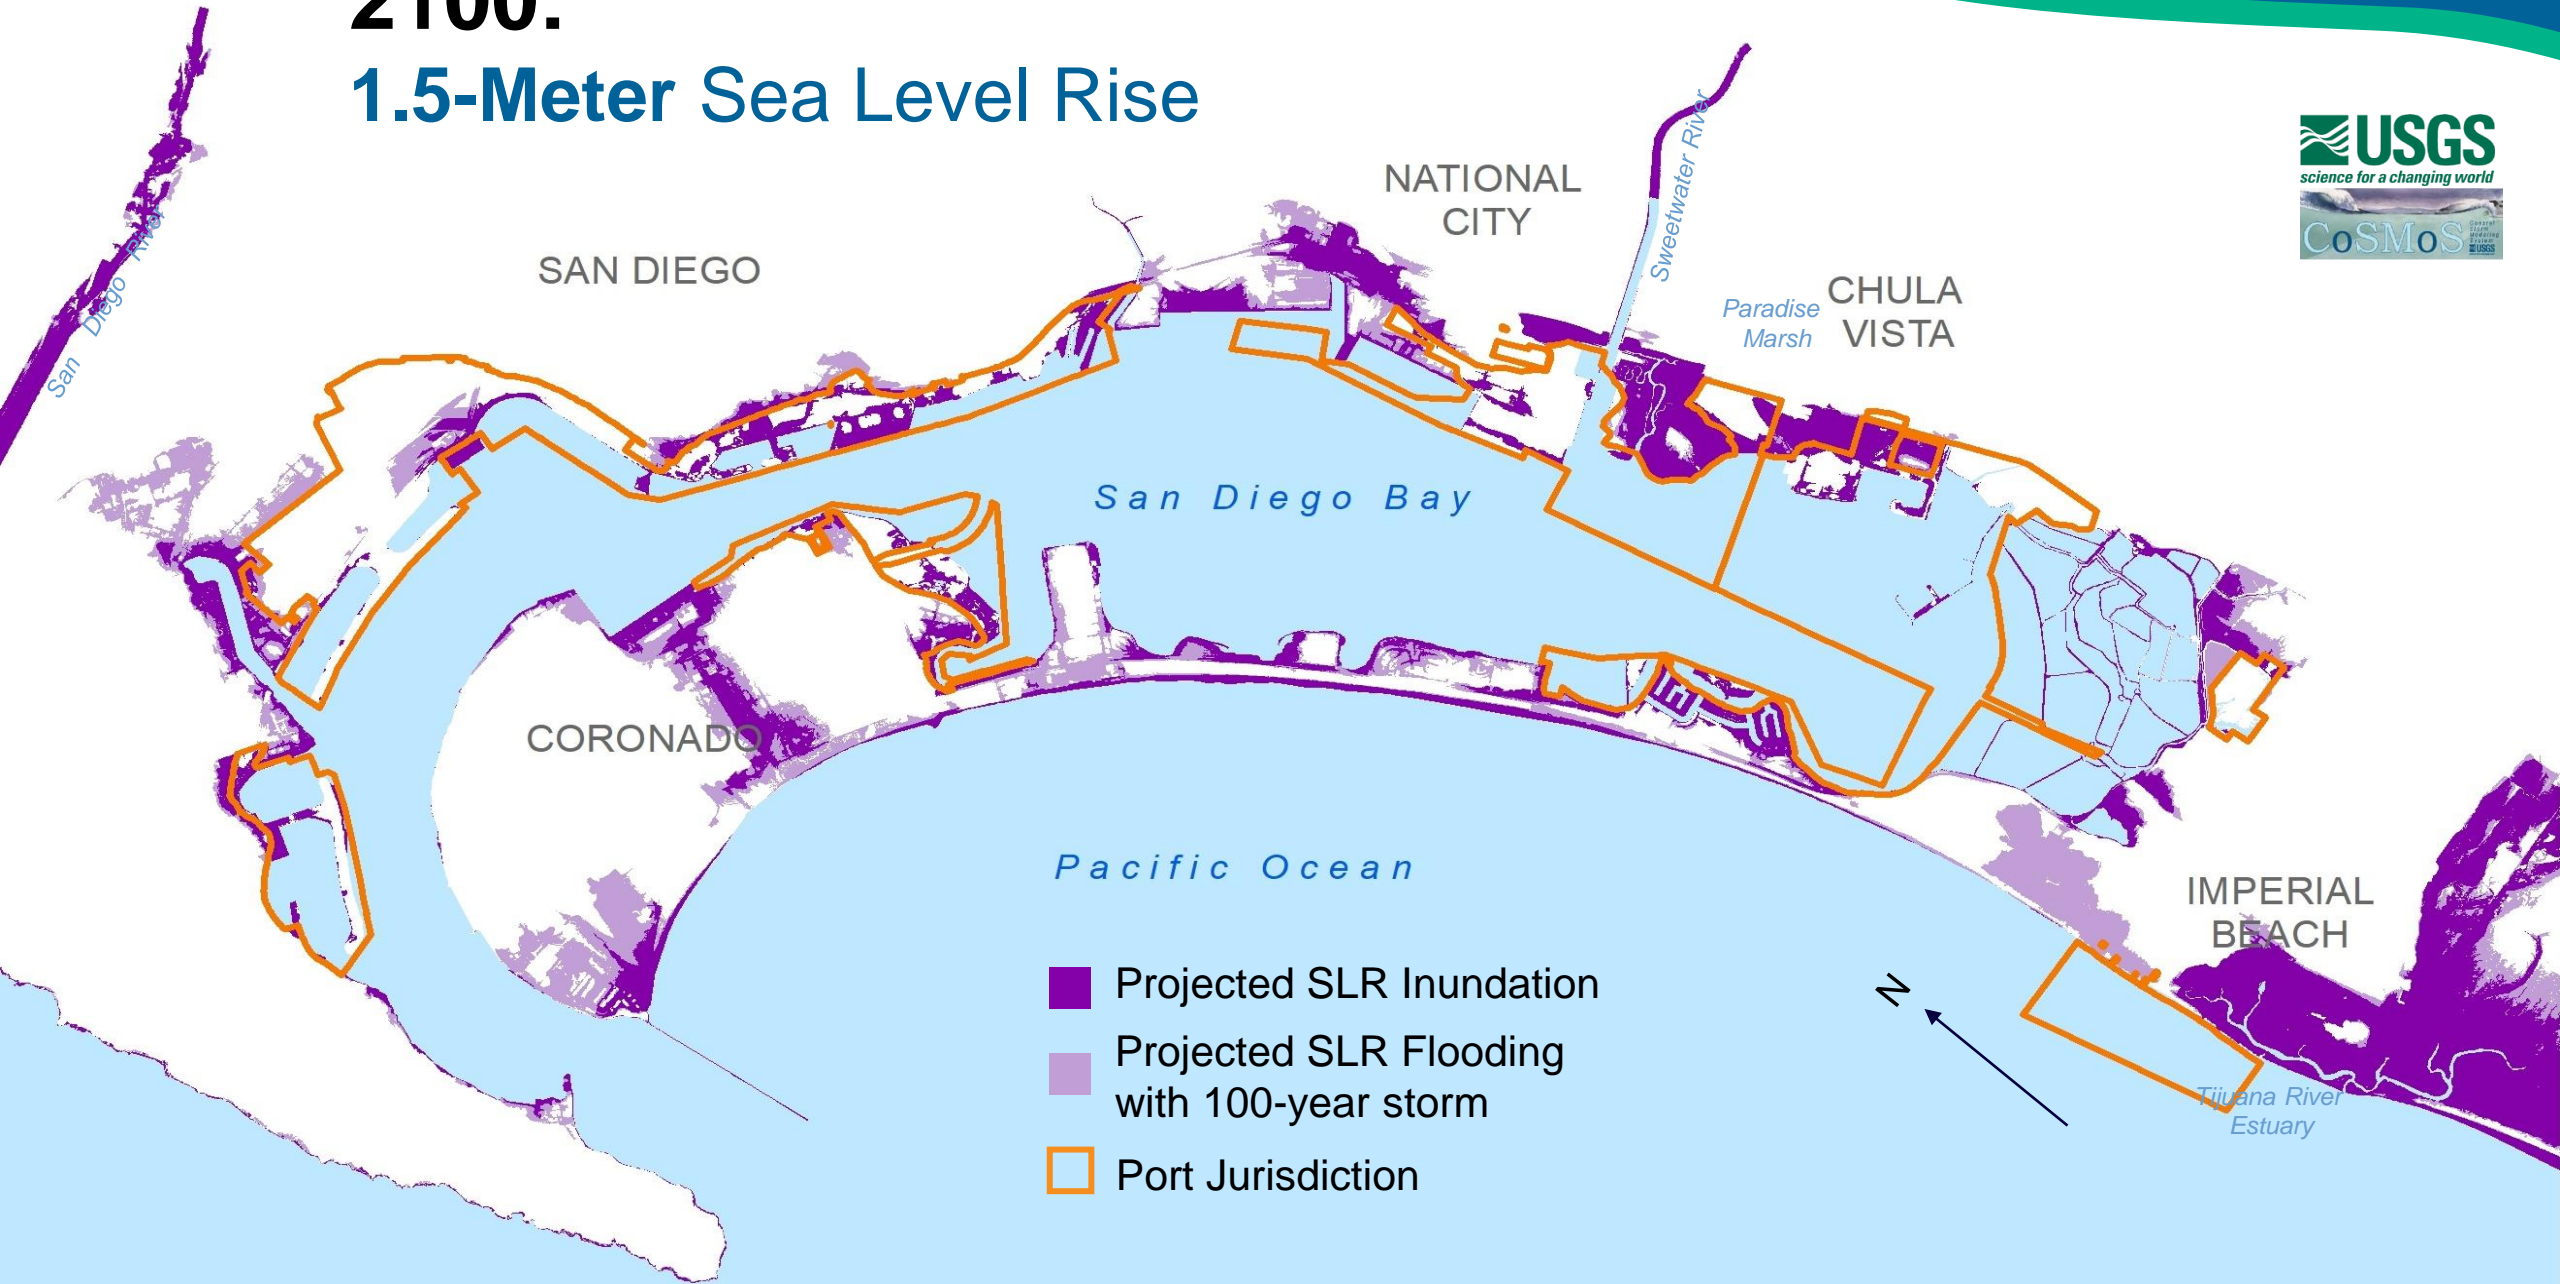 2100:
1.5-Meter Sea Level Rise
USGS
science for a changing world
CoSMoS
NATIONAL
CITY
SAN DIEGO
San Diego River
Sweetwater River
Paradise
Marsh
CHULA
VISTA
San Diego Bay
CORONADO
Pacific Ocean
IMPERIAL
BEACH
Projected SLR Inundation
Projected SLR Flooding
with 100-year storm
Port Jurisdiction
N
Tijuana River
Estuary